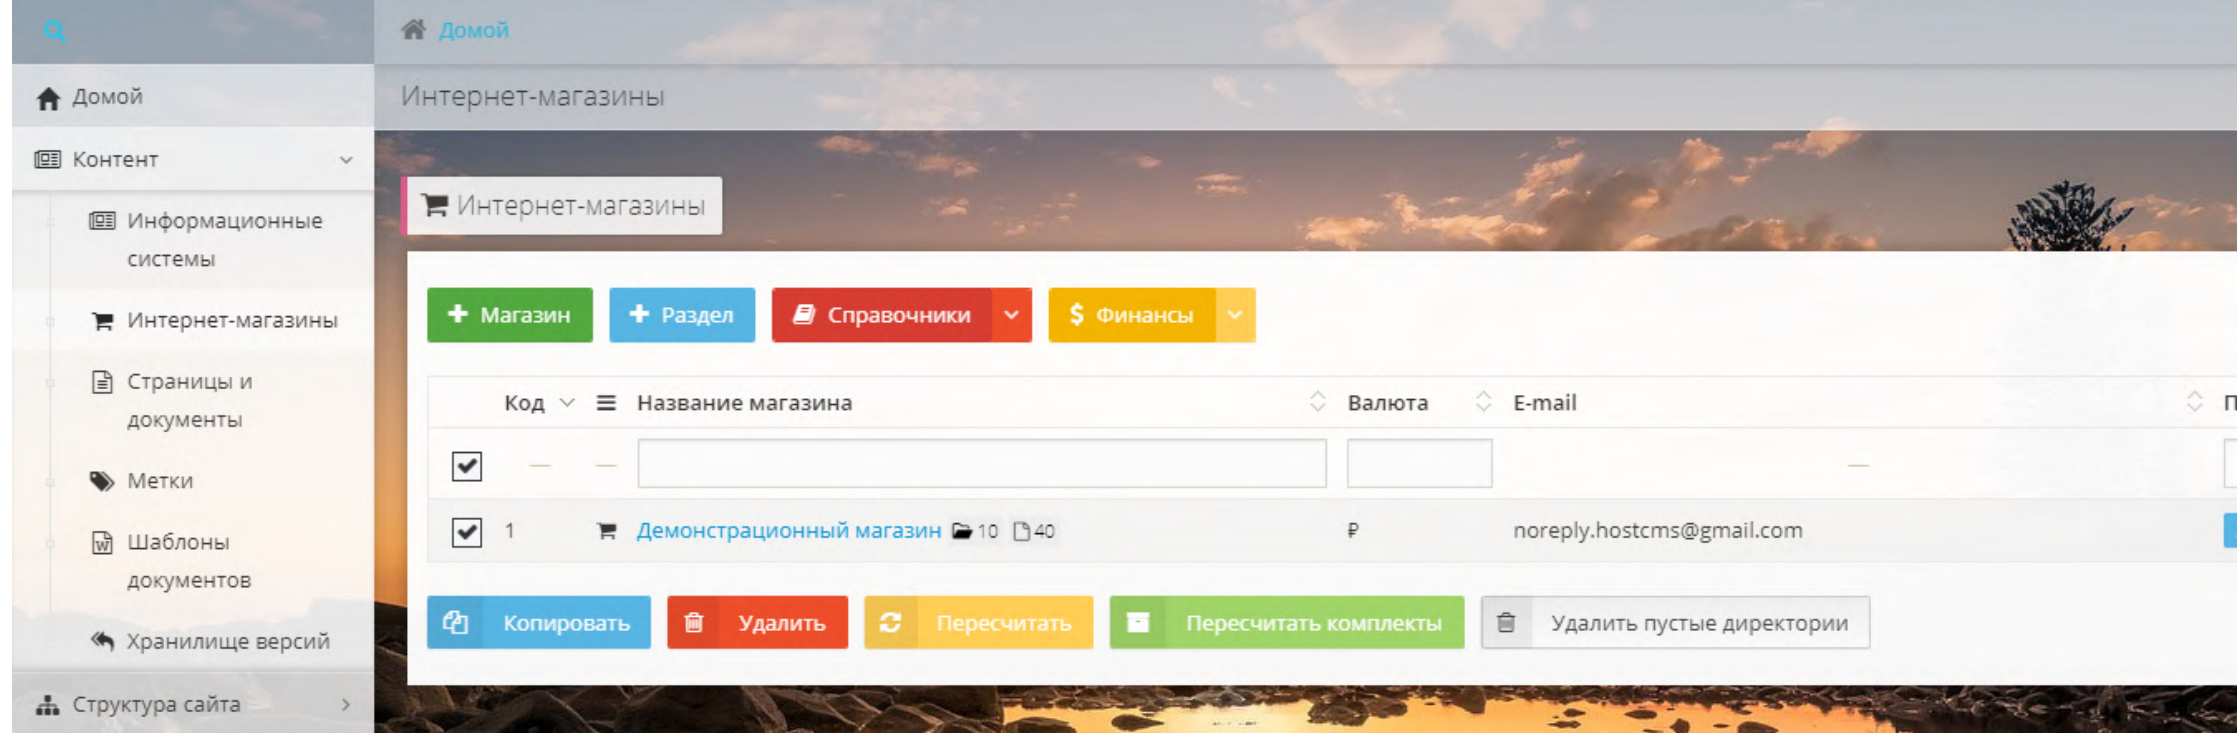 Домой
Домой
Интернет-магазины
Контент
Интернет-магазины
Информационные
системы
Интернет-магазины
Страницы и
документы
Метки
Шаблоны
документов
Хранилище версий
Структура сайта
Магазин Раздел Справочники $ Финансы
Код Название магазина Валюта E-mail П
— — —
1 Демонстрационный магазин 10 40 ₽ noreply.hostcms@gmail.com
Копировать Удалить Пересчитать Пересчитать комплекты Удалить пустые директории